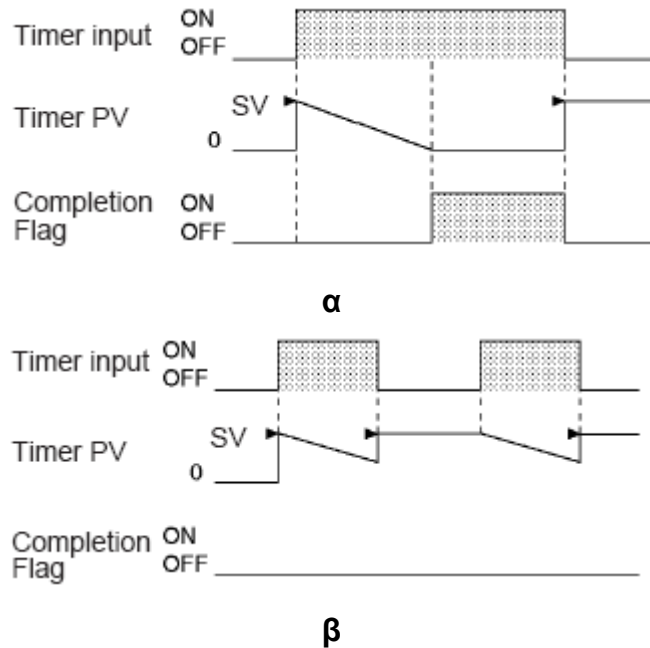 Timer input ON
OFF
Timer PV SV
0
Completion Flag ON
OFF
α
Timer input ON
OFF
Timer PV SV
0
Completion Flag ON
OFF
β